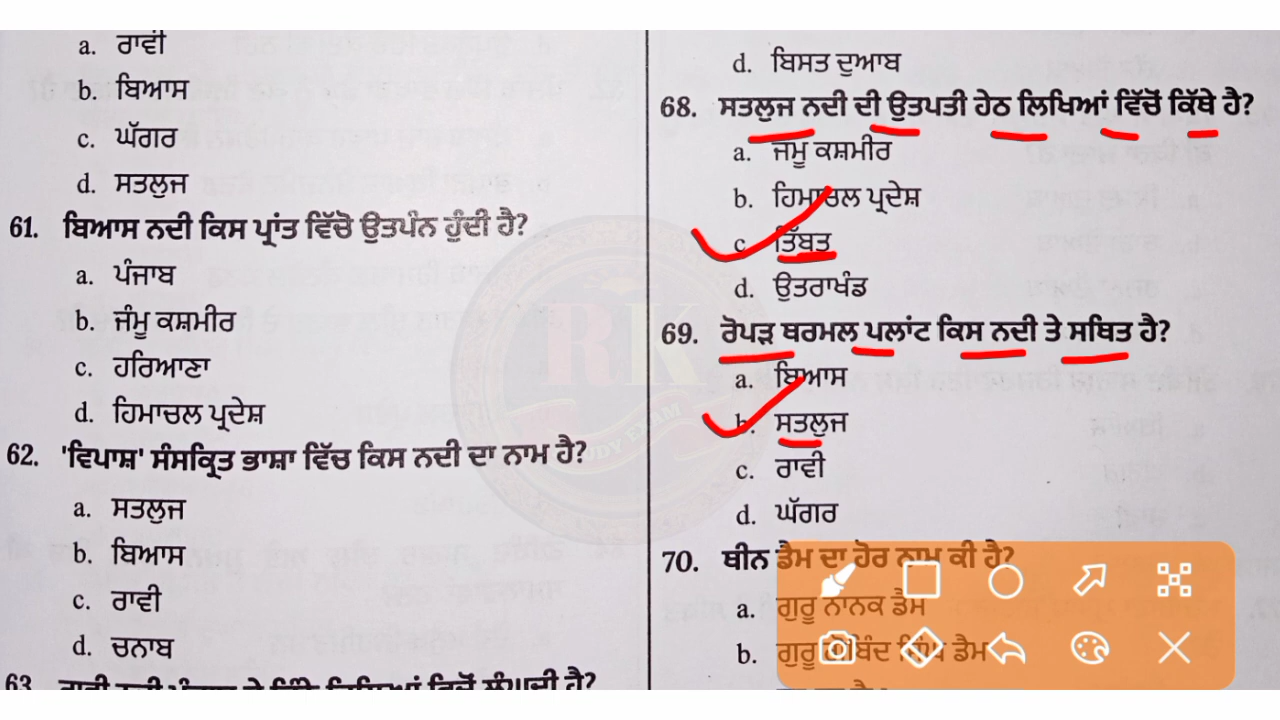 a. ਰਾਵੀ
b. ਬਿਆਸ
c. ਘੱਗਰ
d. ਸਤਲੁਜ
61. ਬਿਆਸ ਨਦੀ ਕਿਸ ਪ੍ਰਾਂਤ ਵਿੱਚੋ ਉਤਪੰਨ ਹੁੰਦੀ ਹੈ?
a. ਪੰਜਾਬ
b. ਜੰਮੂ ਕਸ਼ਮੀਰ
c. ਹਰਿਆਣਾ
d. ਹਿਮਾਚਲ ਪ੍ਰਦੇਸ਼
62. 'ਵਿਪਾਸ਼' ਸੰਸਕ੍ਰਿਤ ਭਾਸ਼ਾ ਵਿੱਚ ਕਿਸ ਨਦੀ ਦਾ ਨਾਮ ਹੈ?
a. ਸਤਲੁਜ
b. ਬਿਆਸ
c. ਰਾਵੀ
d. ਚਨਾਬ
63
d. ਬਿਸਤ ਦੁਆਬ
68. ਸਤਲੁਜ ਨਦੀ ਦੀ ਉਤਪਤੀ ਹੇਠ ਲਿਖਿਆਂ ਵਿੱਚੋਂ ਕਿੱਥੇ ਹੈ?
a. ਜੰਮੂ ਕਸ਼ਮੀਰ
b. ਹਿਮਾਚਲ ਪ੍ਰਦੇਸ਼
c ਤਿੱਬਤ
d. ਉਤਰਾਖੰਡ
69. ਰੋਪੜ ਥਰਮਲ ਪਲਾਂਟ ਕਿਸ ਨਦੀ ਤੇ ਸਥਿਤ ਹੈ?
a. ਬਿਆਸ
b. ਸਤਲੁਜ
c. ਰਾਵੀ
d. ਘੱਗਰ
70. ਥੀਨ ਡੈਮ ਦਾ ਹੋਰ ਨਾਮ ਕੀ ਹੈ?
a. ਗੁਰੂ ਨਾਨਕ ਡੈਮ
b. ਗੁਰੂ ਗੋਬਿੰਦ ਸਿੰਘ ਡੈਮ
RK